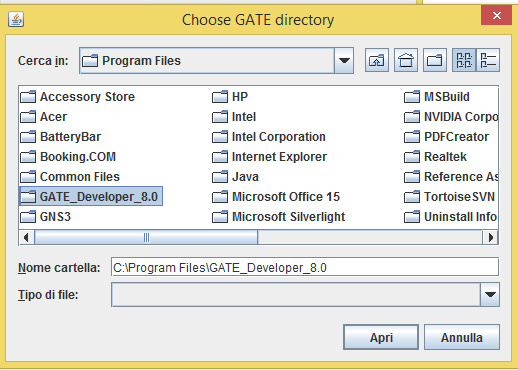 Choose GATE directory
Cerca in: Program Files
Accessory Store HP MSBuild
Acer Intel NVIDIA Corpo
BatteryBar Intel Corporation PDFCreator
Booking.COM Internet Explorer Realtek
Common Files Java Reference As
GATE_Developer_8.0 Microsoft Office 15 TortoiseSVN
GNS3 Microsoft Silverlight Uninstall Info
Nome cartella: C:\Program Files\GATE_Developer_8.0
Tipo di file:
Apri Annulla